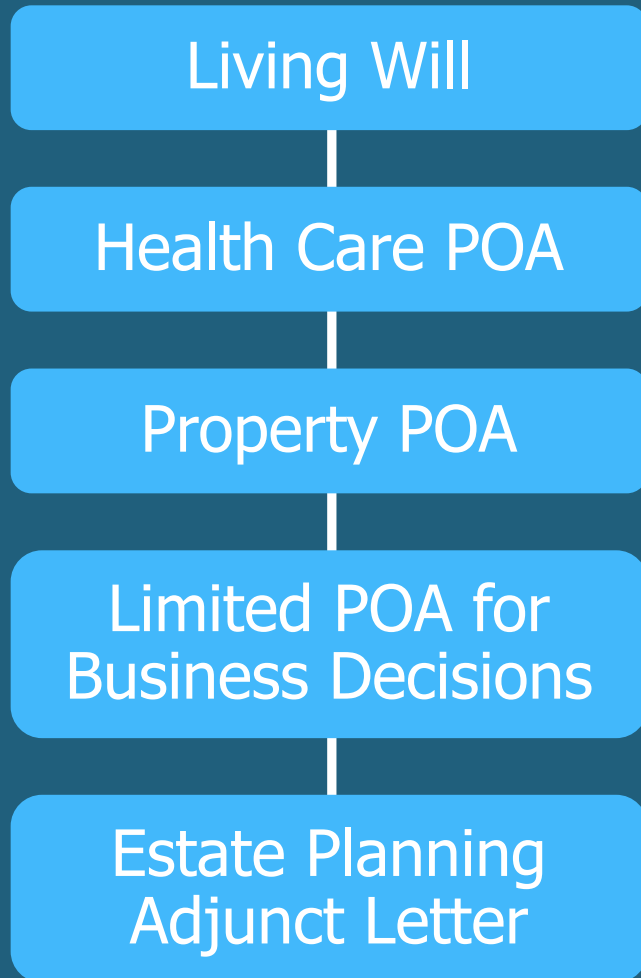 Living Will
Health Care POA
Property POA
Limited POA for
Business Decisions
Estate Planning
Adjunct Letter